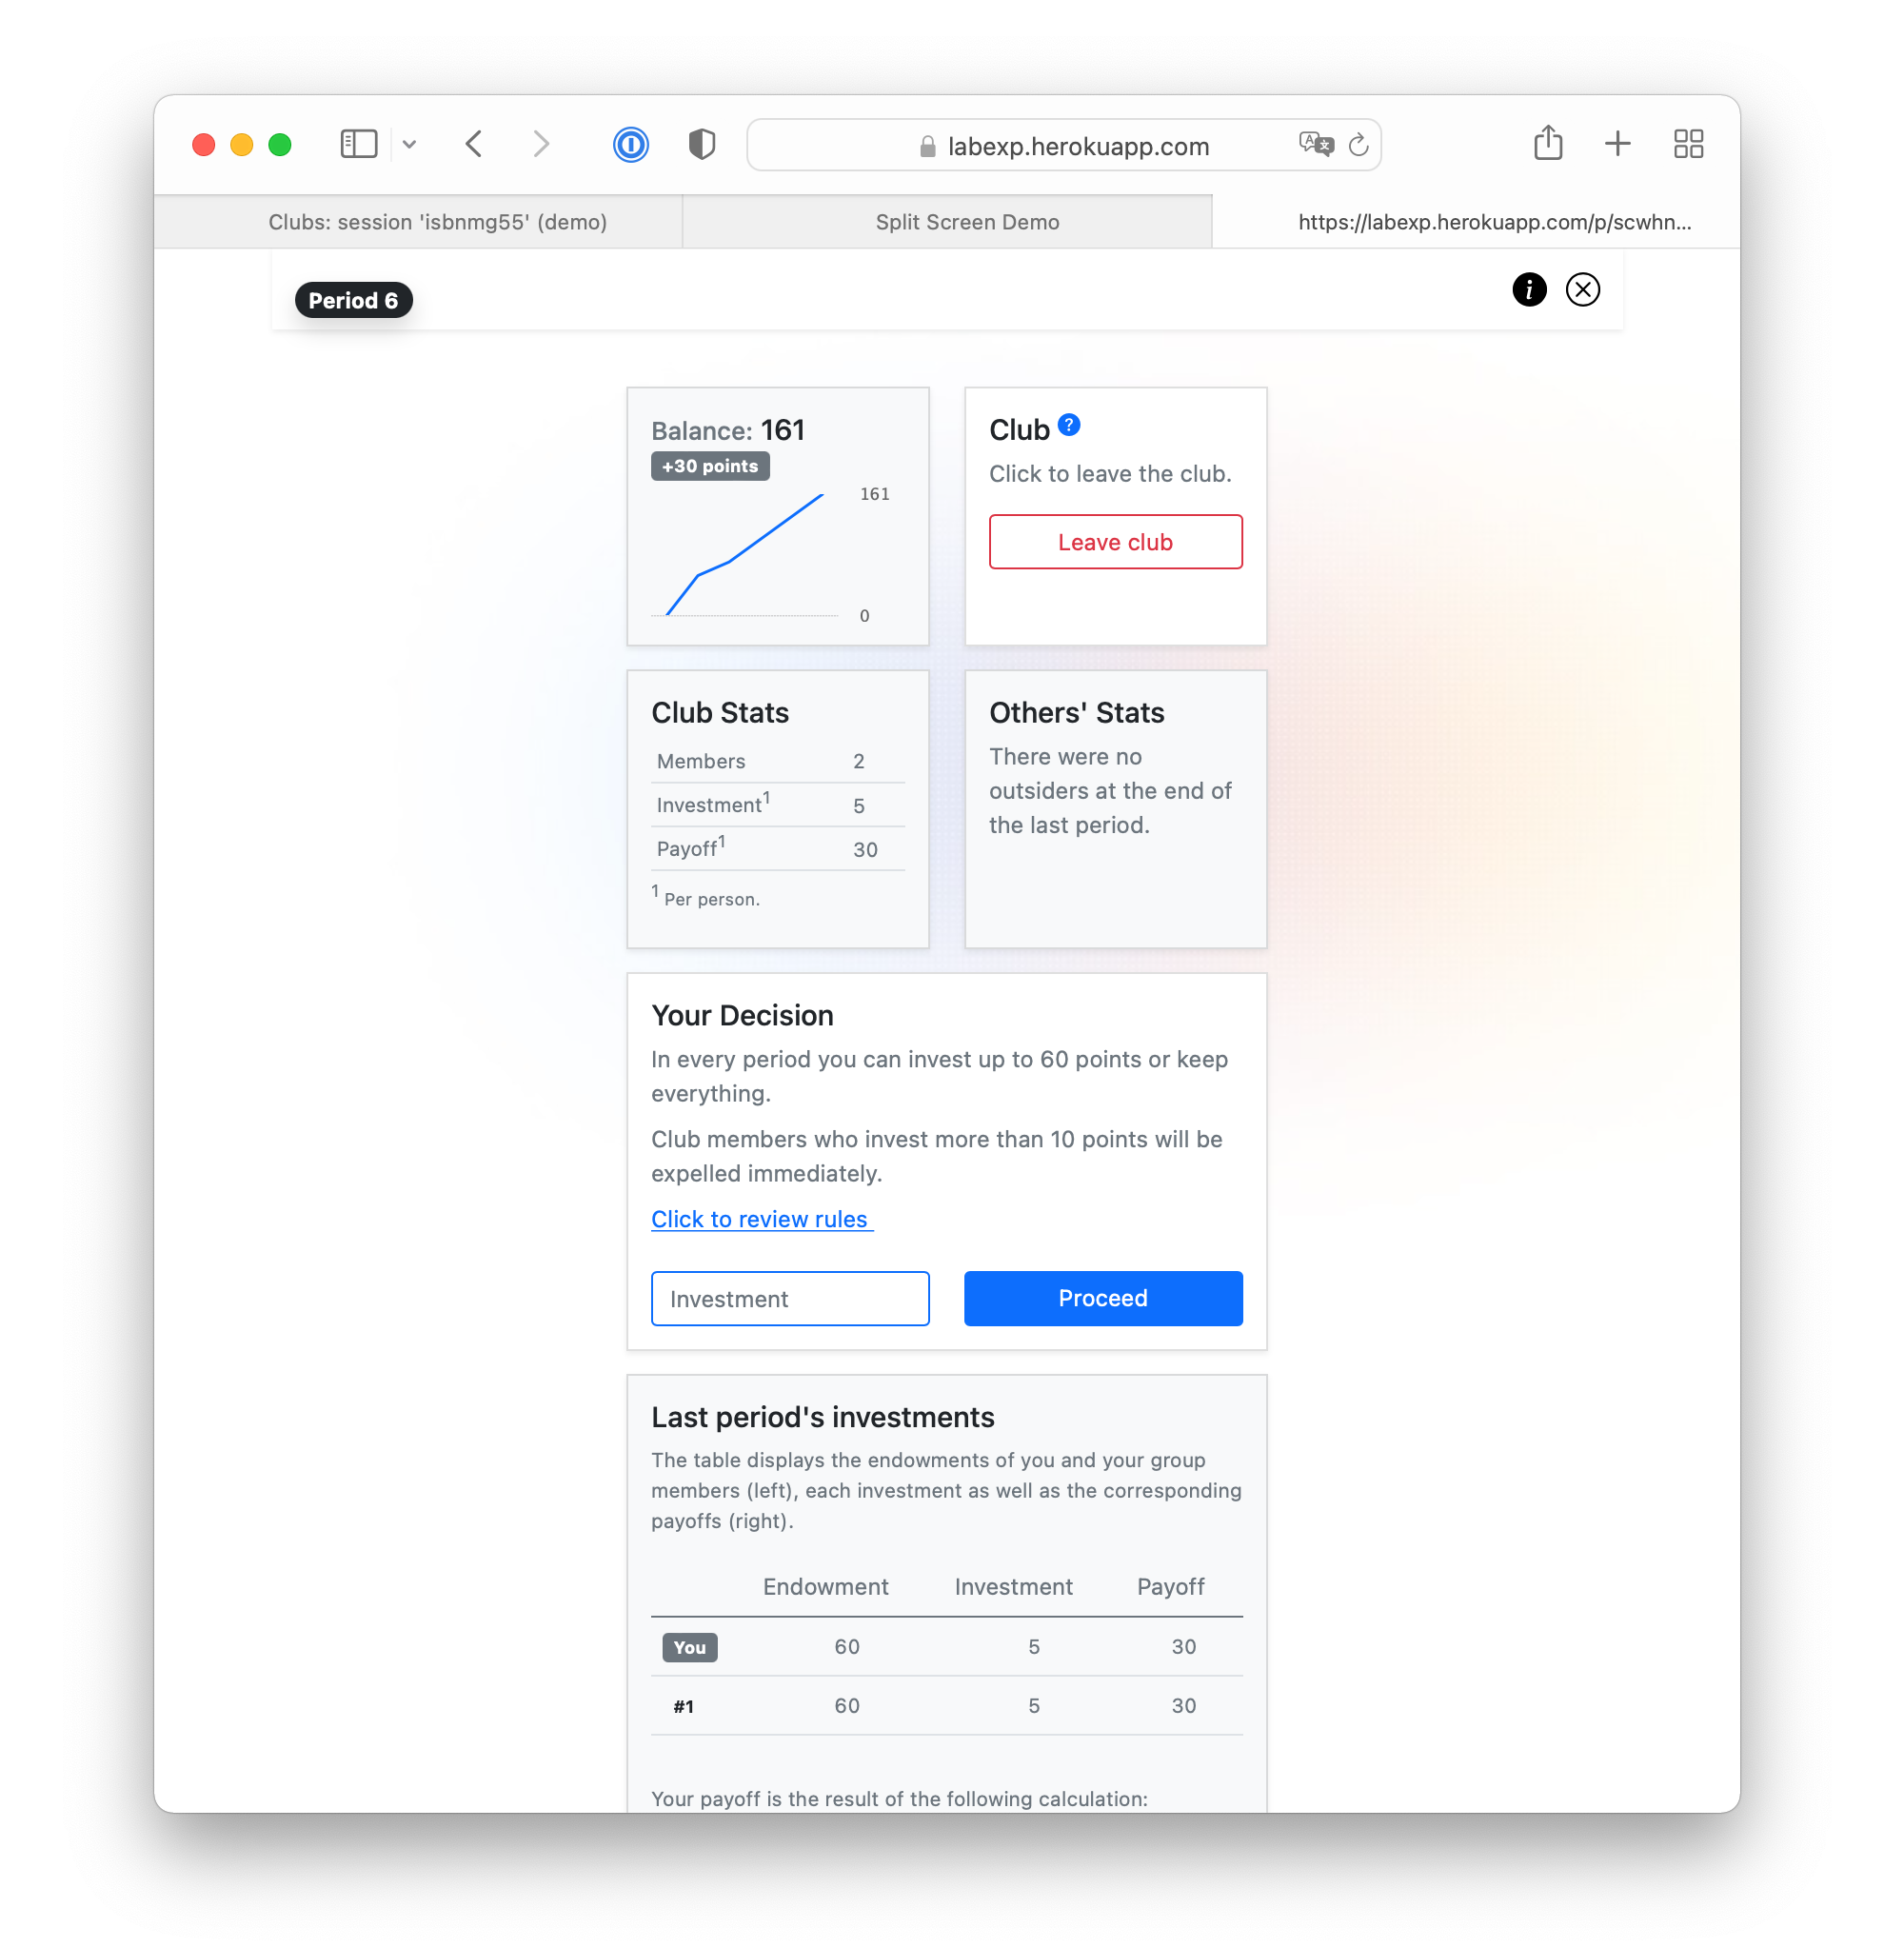 labexp.herokuapp.com
Clubs: session 'isbnmg55' (demo)
Split Screen Demo
https://labexp.herokuapp.com/p/scwhn...
Period 6
Balance: 161
+30 points
161
0
Club ?
Click to leave the club.
Leave club
Club Stats
Members 2
Investment¹ 5
Payoff¹ 30
¹ Per person.
Others' Stats
There were no
outsiders at the end of
the last period.
Your Decision
In every period you can invest up to 60 points or keep
everything.
Club members who invest more than 10 points will be
expelled immediately.
Click to review rules
Investment
Proceed
Last period's investments
The table displays the endowments of you and your group
members (left), each investment as well as the corresponding
payoffs (right).
Endowment Investment Payoff
You 60 5 30
#1 60 5 30
Your payoff is the result of the following calculation: